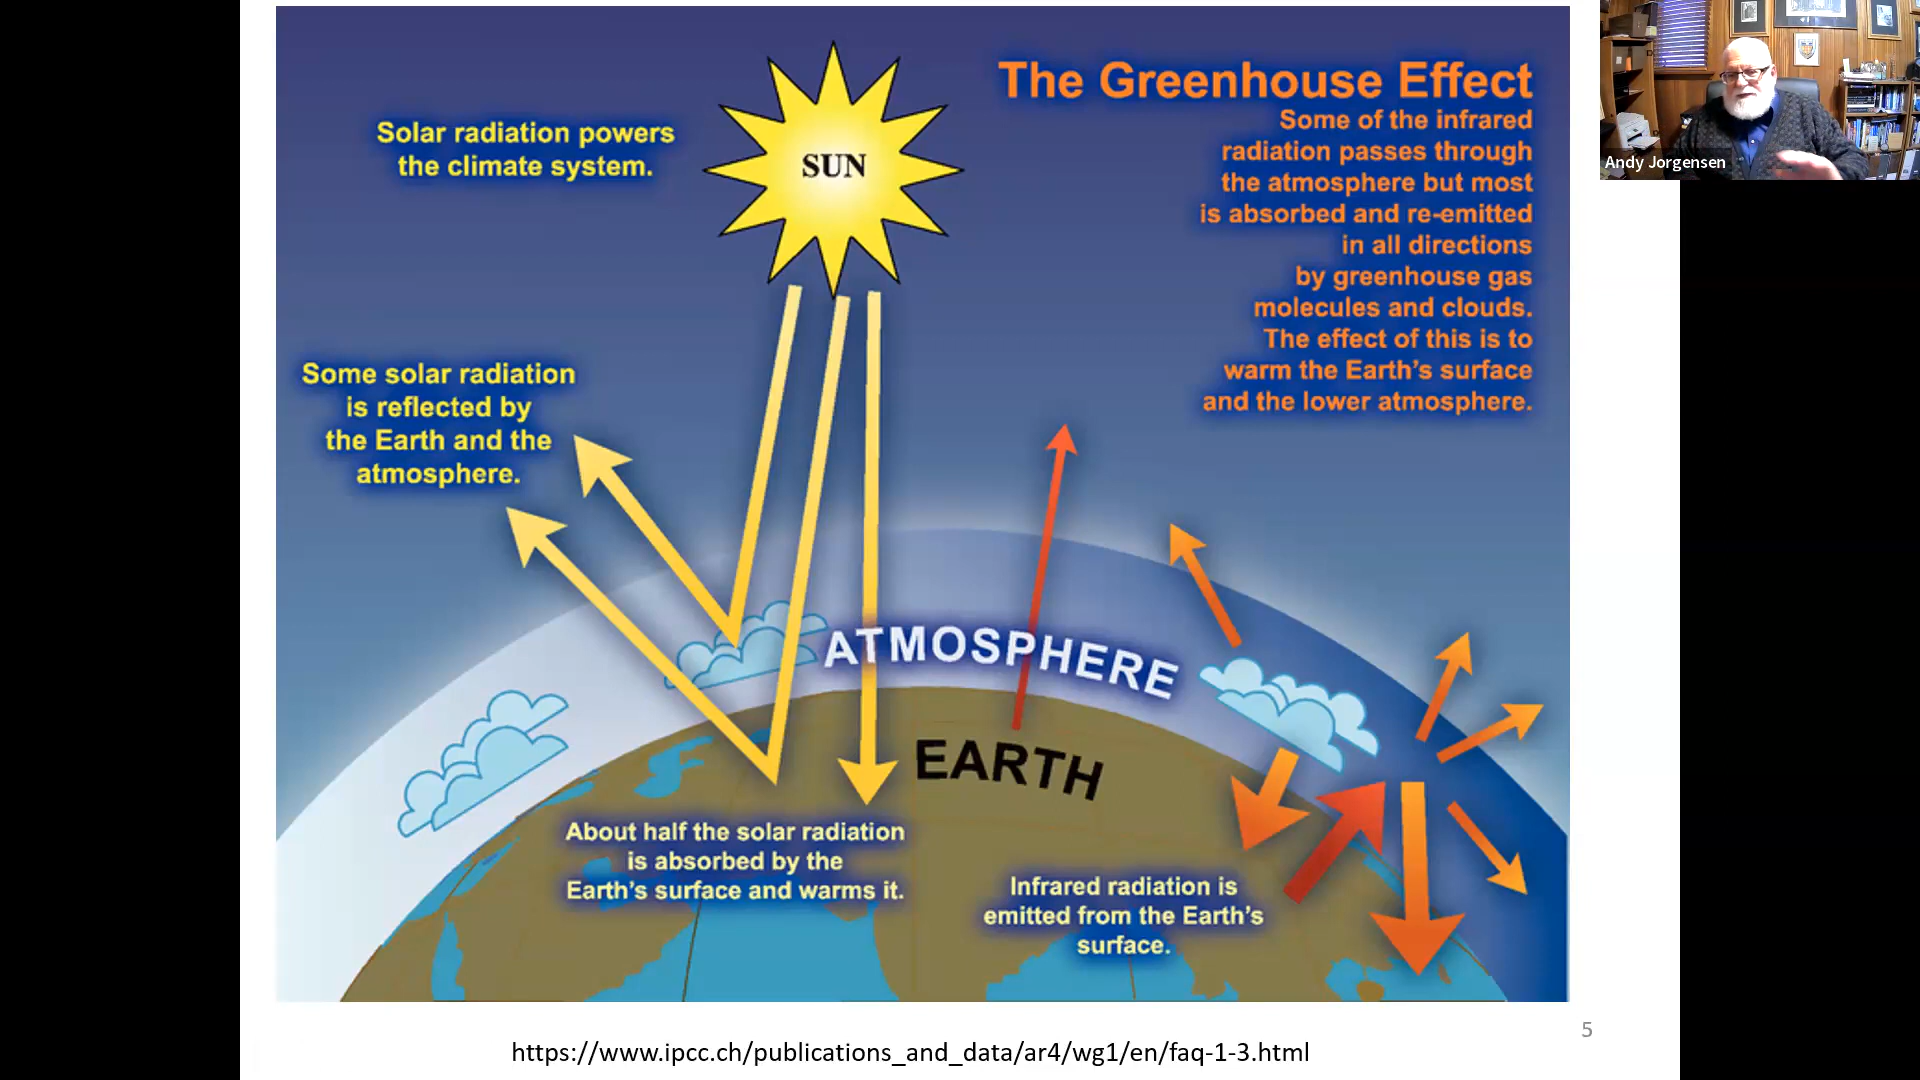 The Greenhouse Effect
Some of the infrared
radiation passes through
the atmosphere but most
is absorbed and re-emitted
in all directions
by greenhouse gas
molecules and clouds.
The effect of this is to
warm the Earth's surface
and the lower atmosphere.
Solar radiation powers
the climate system.
SUN
Some solar radiation
is reflected by
the Earth and the
atmosphere.
ATMOSPHERE
EARTH
About half the solar radiation
is absorbed by the
Earth's surface and warms it.
Infrared radiation is
emitted from the Earth's
surface.
https://www.ipcc.ch/publications_and_data/ar4/wg1/en/faq-1-3.html
5
Andy Jorgensen